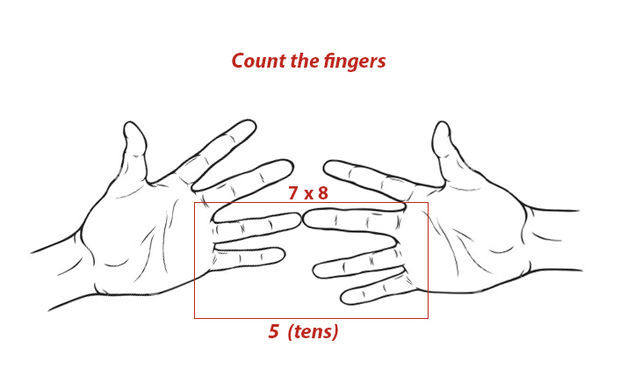 Count the fingers
7 x 8
5 (tens)